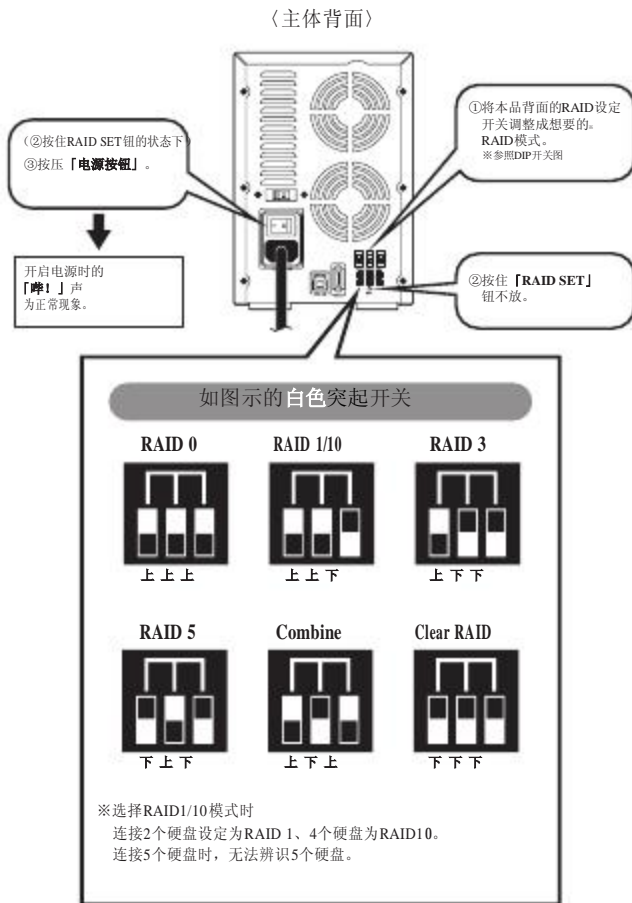 〈主体背面〉
①将本品背面的RAID设定
开关调整成想要的。
RAID模式。
※参照DIP开关图
（②按住RAID SET钮的状态下）
③按压「电源按钮」。
开启电源时的
「哔！」声
为正常现象。
②按住「RAID SET」
钮不放。
如图示的白色突起开关
RAID 0
RAID 1/10
RAID 3
上上上
上上下
上下下
RAID 5
Combine
Clear RAID
下上下
上下上
下下下
※选择RAID1/10模式时
连接2个硬盘设定为RAID 1、4个硬盘为RAID10。
连接5个硬盘时，无法辨识5个硬盘。